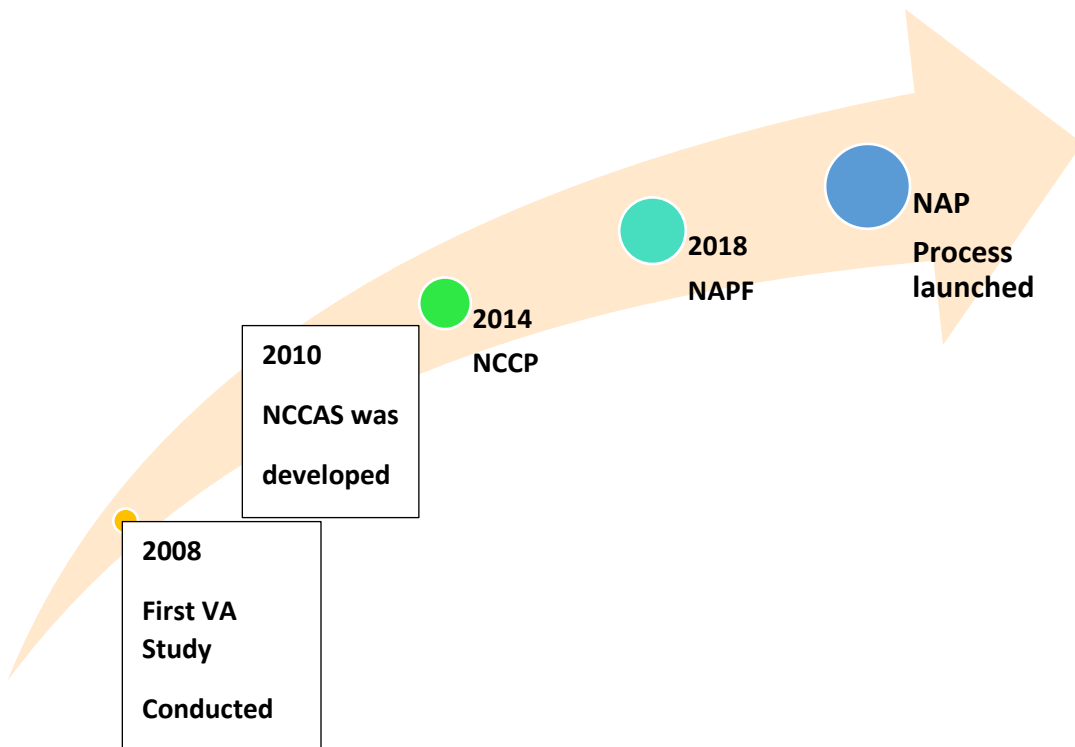 2008
First VA
Study
Conducted
2010
NCCAS was
developed
2014
NCCP
2018
NAPF
NAP
Process
launched